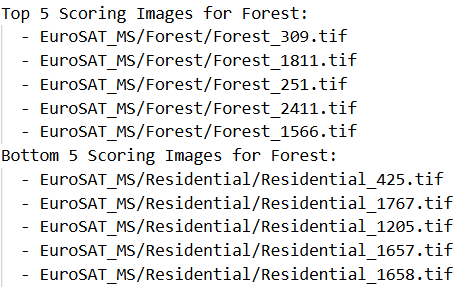 Top 5 Scoring Images for Forest:
- EuroSAT_MS/Forest/Forest_309.tif
- EuroSAT_MS/Forest/Forest_1811.tif
- EuroSAT_MS/Forest/Forest_251.tif
- EuroSAT_MS/Forest/Forest_2411.tif
- EuroSAT_MS/Forest/Forest_1566.tif
Bottom 5 Scoring Images for Forest:
- EuroSAT_MS/Residential/Residential_425.tif
- EuroSAT_MS/Residential/Residential_1767.tif
- EuroSAT_MS/Residential/Residential_1205.tif
- EuroSAT_MS/Residential/Residential_1657.tif
- EuroSAT_MS/Residential/Residential_1658.tif